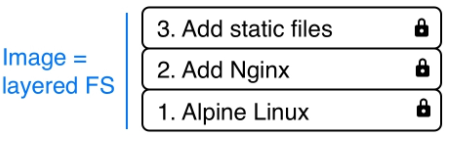 Image =
layered FS
3. Add static files
2. Add Nginx
1. Alpine Linux